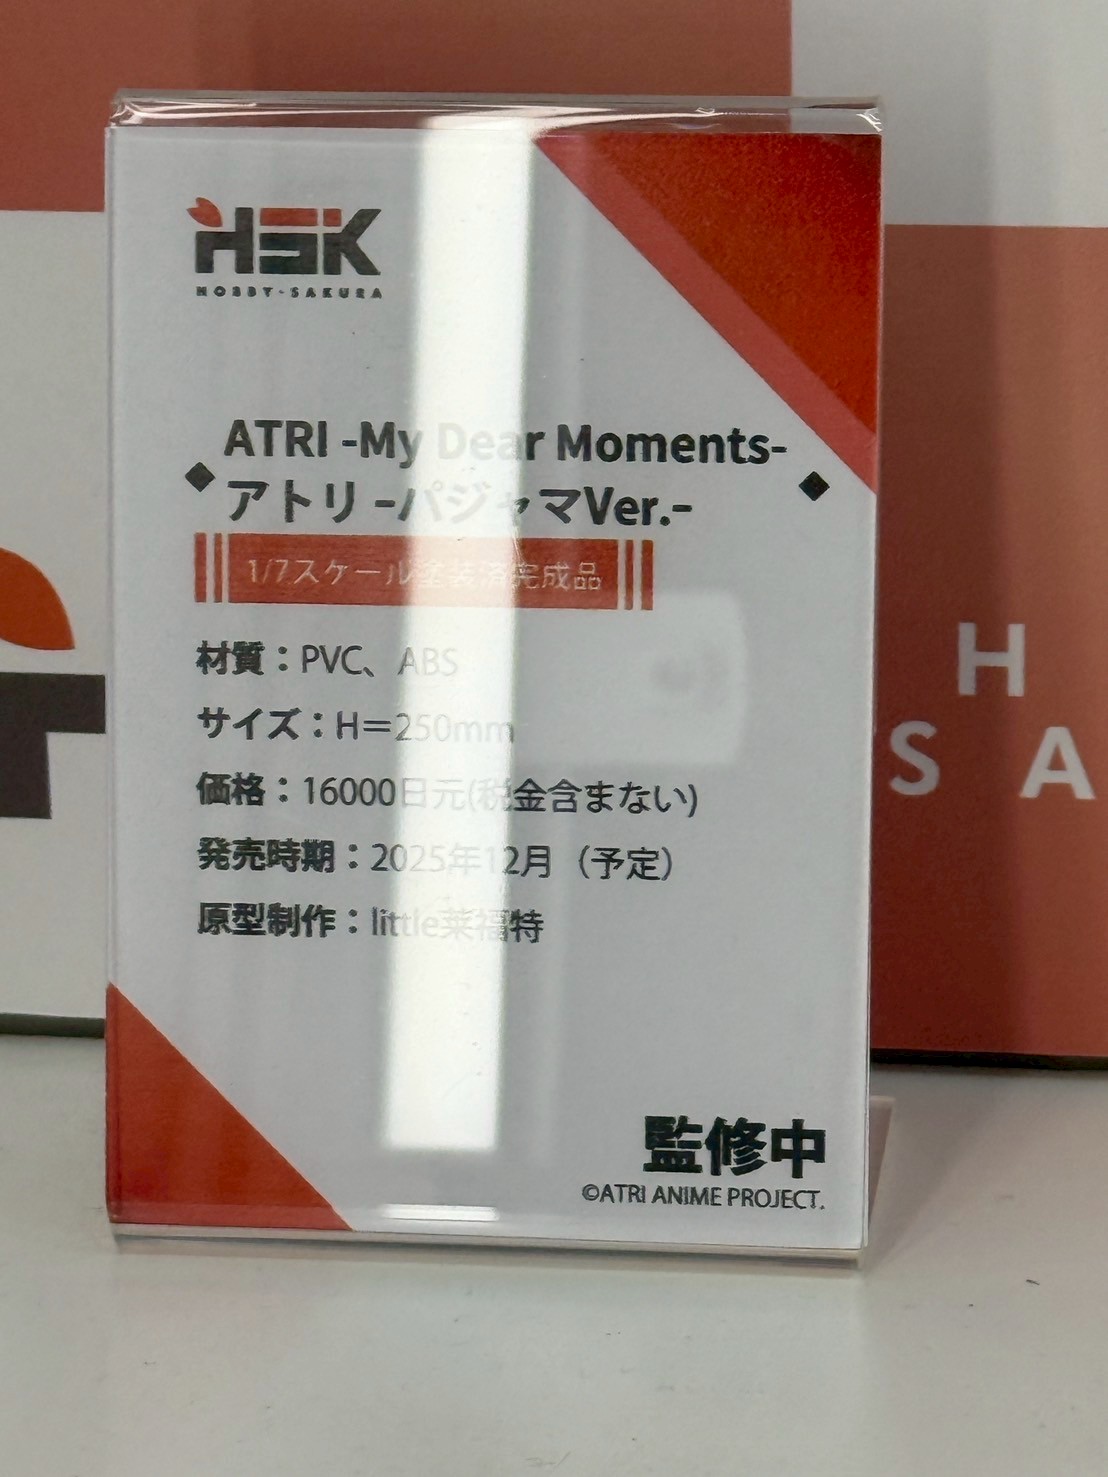 HSK
HOBBY-SAKURA
ATRI -My Dear Moments-
アトリ -パジャマVer.-
1/7スケール塗装済完成品
材質：PVC、ABS
サイズ：H＝250mm
価格：16000日元(税金含まない)
発売時期：2025年12月（予定）
原型制作：little莱福特
監修中
©ATRI ANIME PROJECT.
H
SA